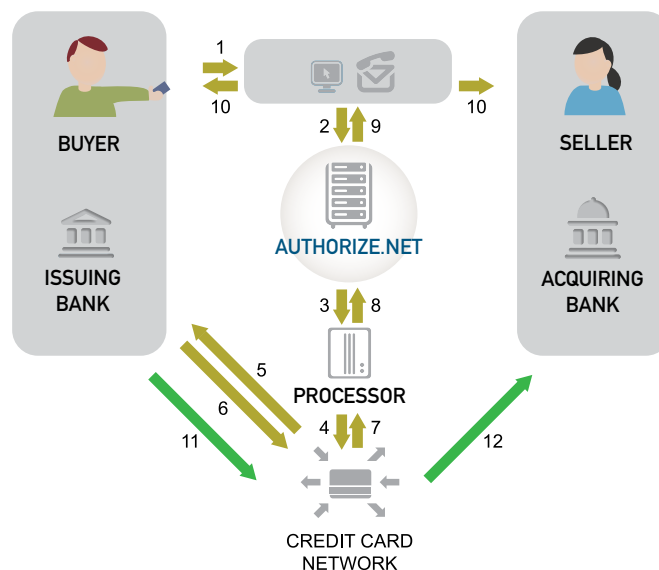 1
10
10
BUYER
2
9
SELLER
AUTHORIZE.NET
ISSUING
BANK
ACQUIRING
BANK
3
8
5
PROCESSOR
6
4
7
11
12
CREDIT CARD
NETWORK